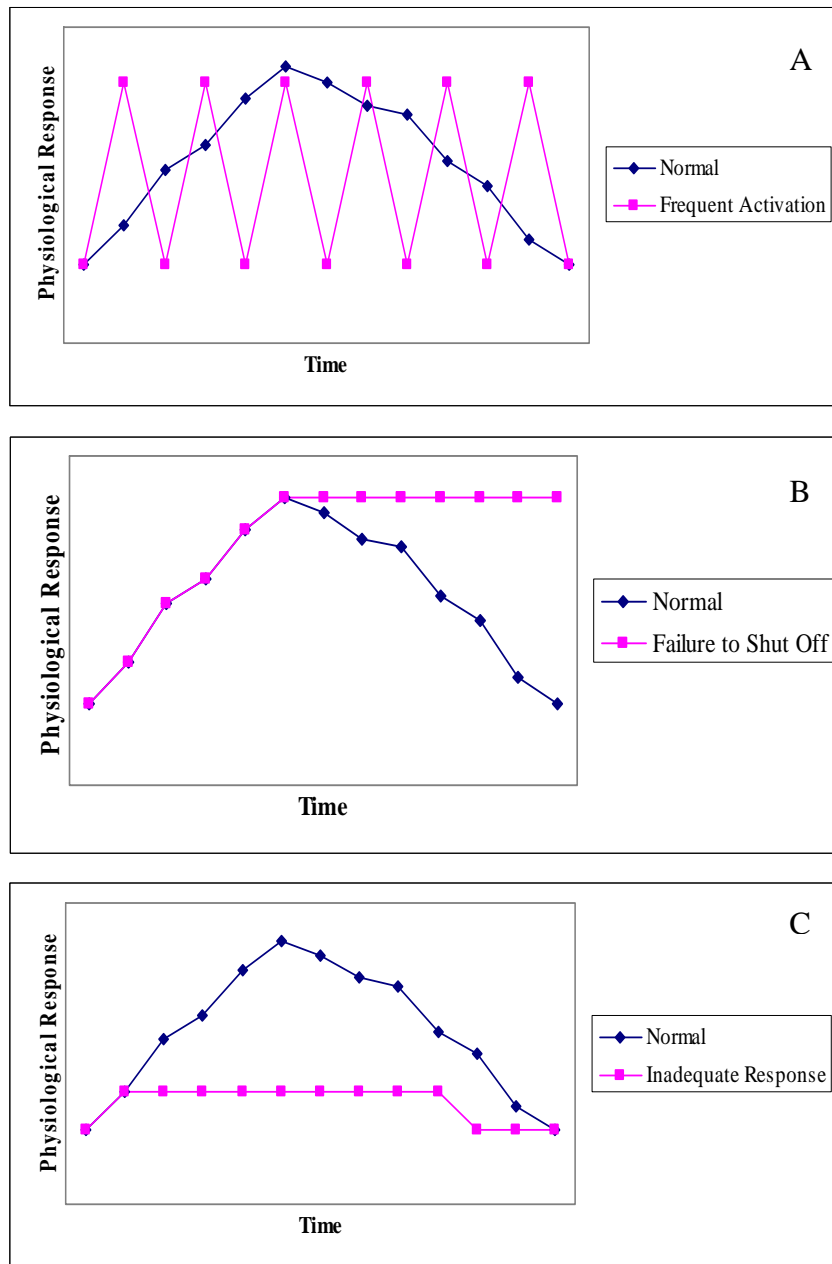 A
Physiological Response
Normal
Frequent Activation
Time
B
Physiological Response
Normal
Failure to Shut Off
Time
C
Physiological Response
Normal
Inadequate Response
Time